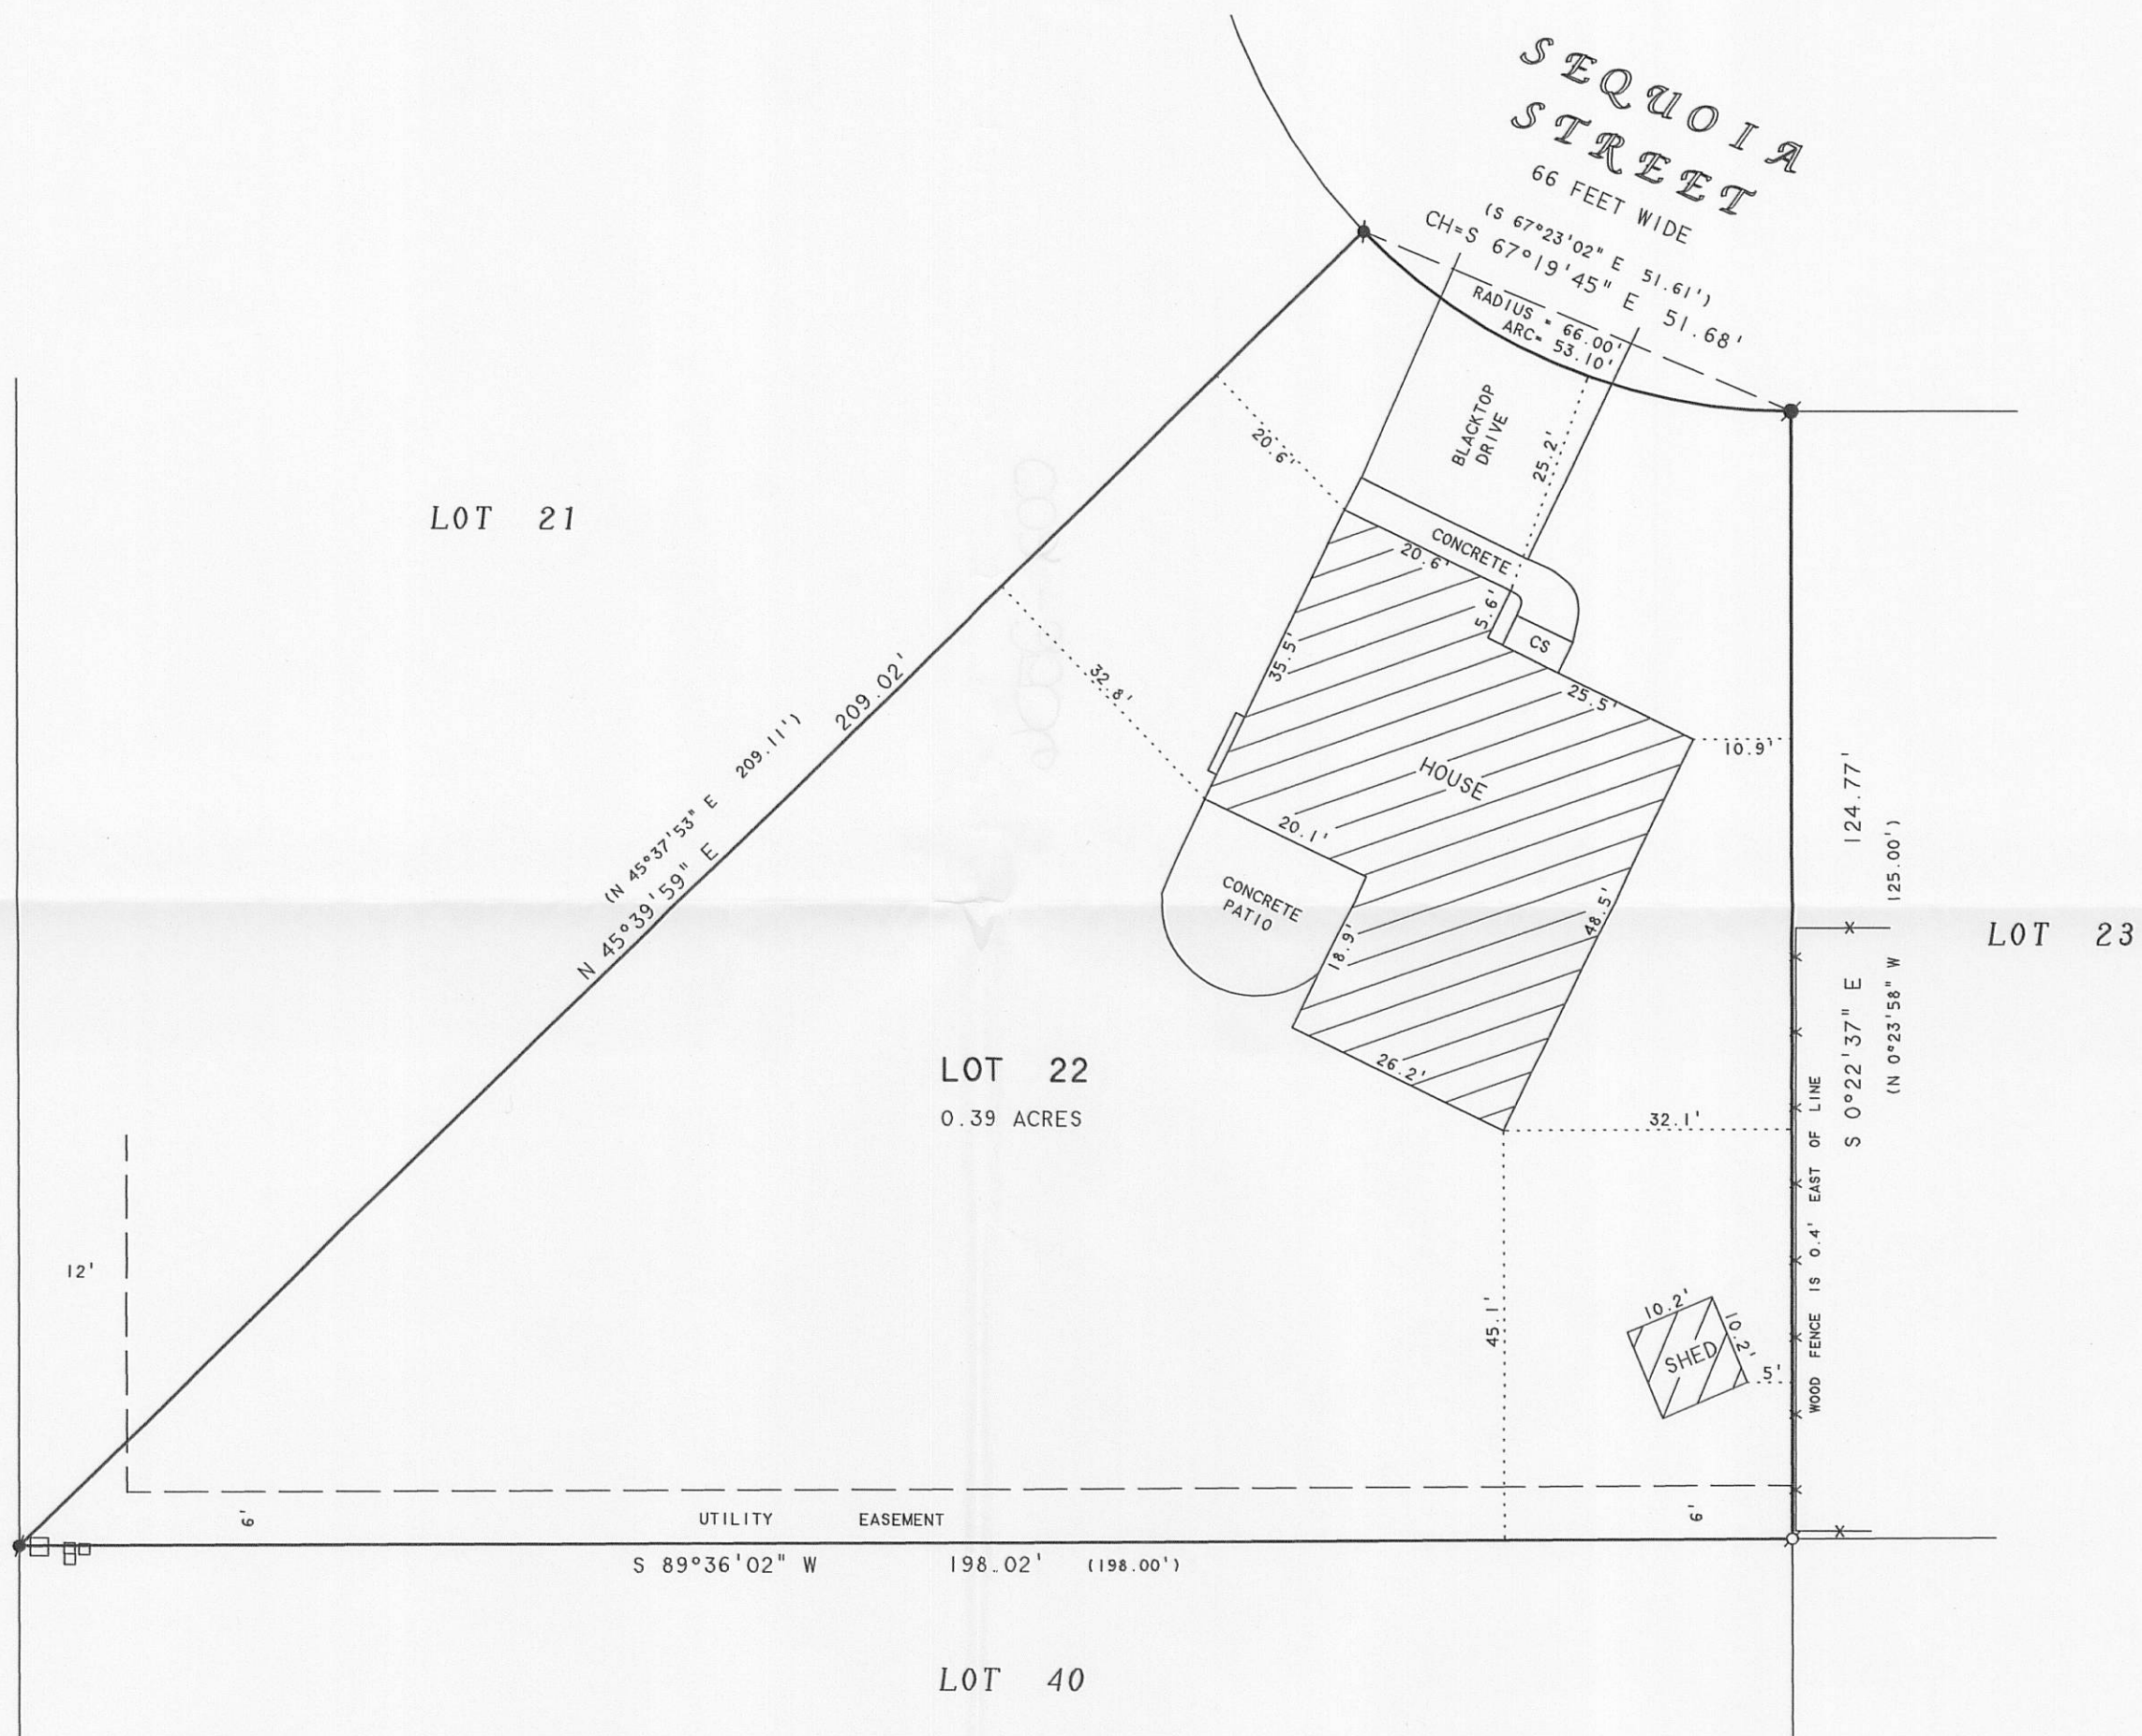 SEQUOIA
STREET
66 FEET WIDE
(S 67°23'02" E 51.61')
CH=S 67°19'45" E 51.68'
RADIUS = 66.00'
ARC= 53.10'
BLACKTOP
DRIVE
25.2'
20.6'
LOT 21
CONCRETE
20.6'
5.6'
CS
35.5'
25.5'
32.8'
209.02'
(N 45°37'53" E 209.11')
N 45°39'59" E
10.9'
HOUSE
20.1'
124.77'
(N 0°23'58" W 125.00')
S 0°22'37" E
CONCRETE
PATIO
18.9'
48.5'
LOT 23
LOT 22
0.39 ACRES
26.2'
32.1'
WOOD FENCE IS 0.4' EAST OF LINE
12'
45.1'
10.2'
10.2'
SHED
5'
6'
UTILITY EASEMENT
6'
S 89°36'02" W 198.02' (198.00')
LOT 40